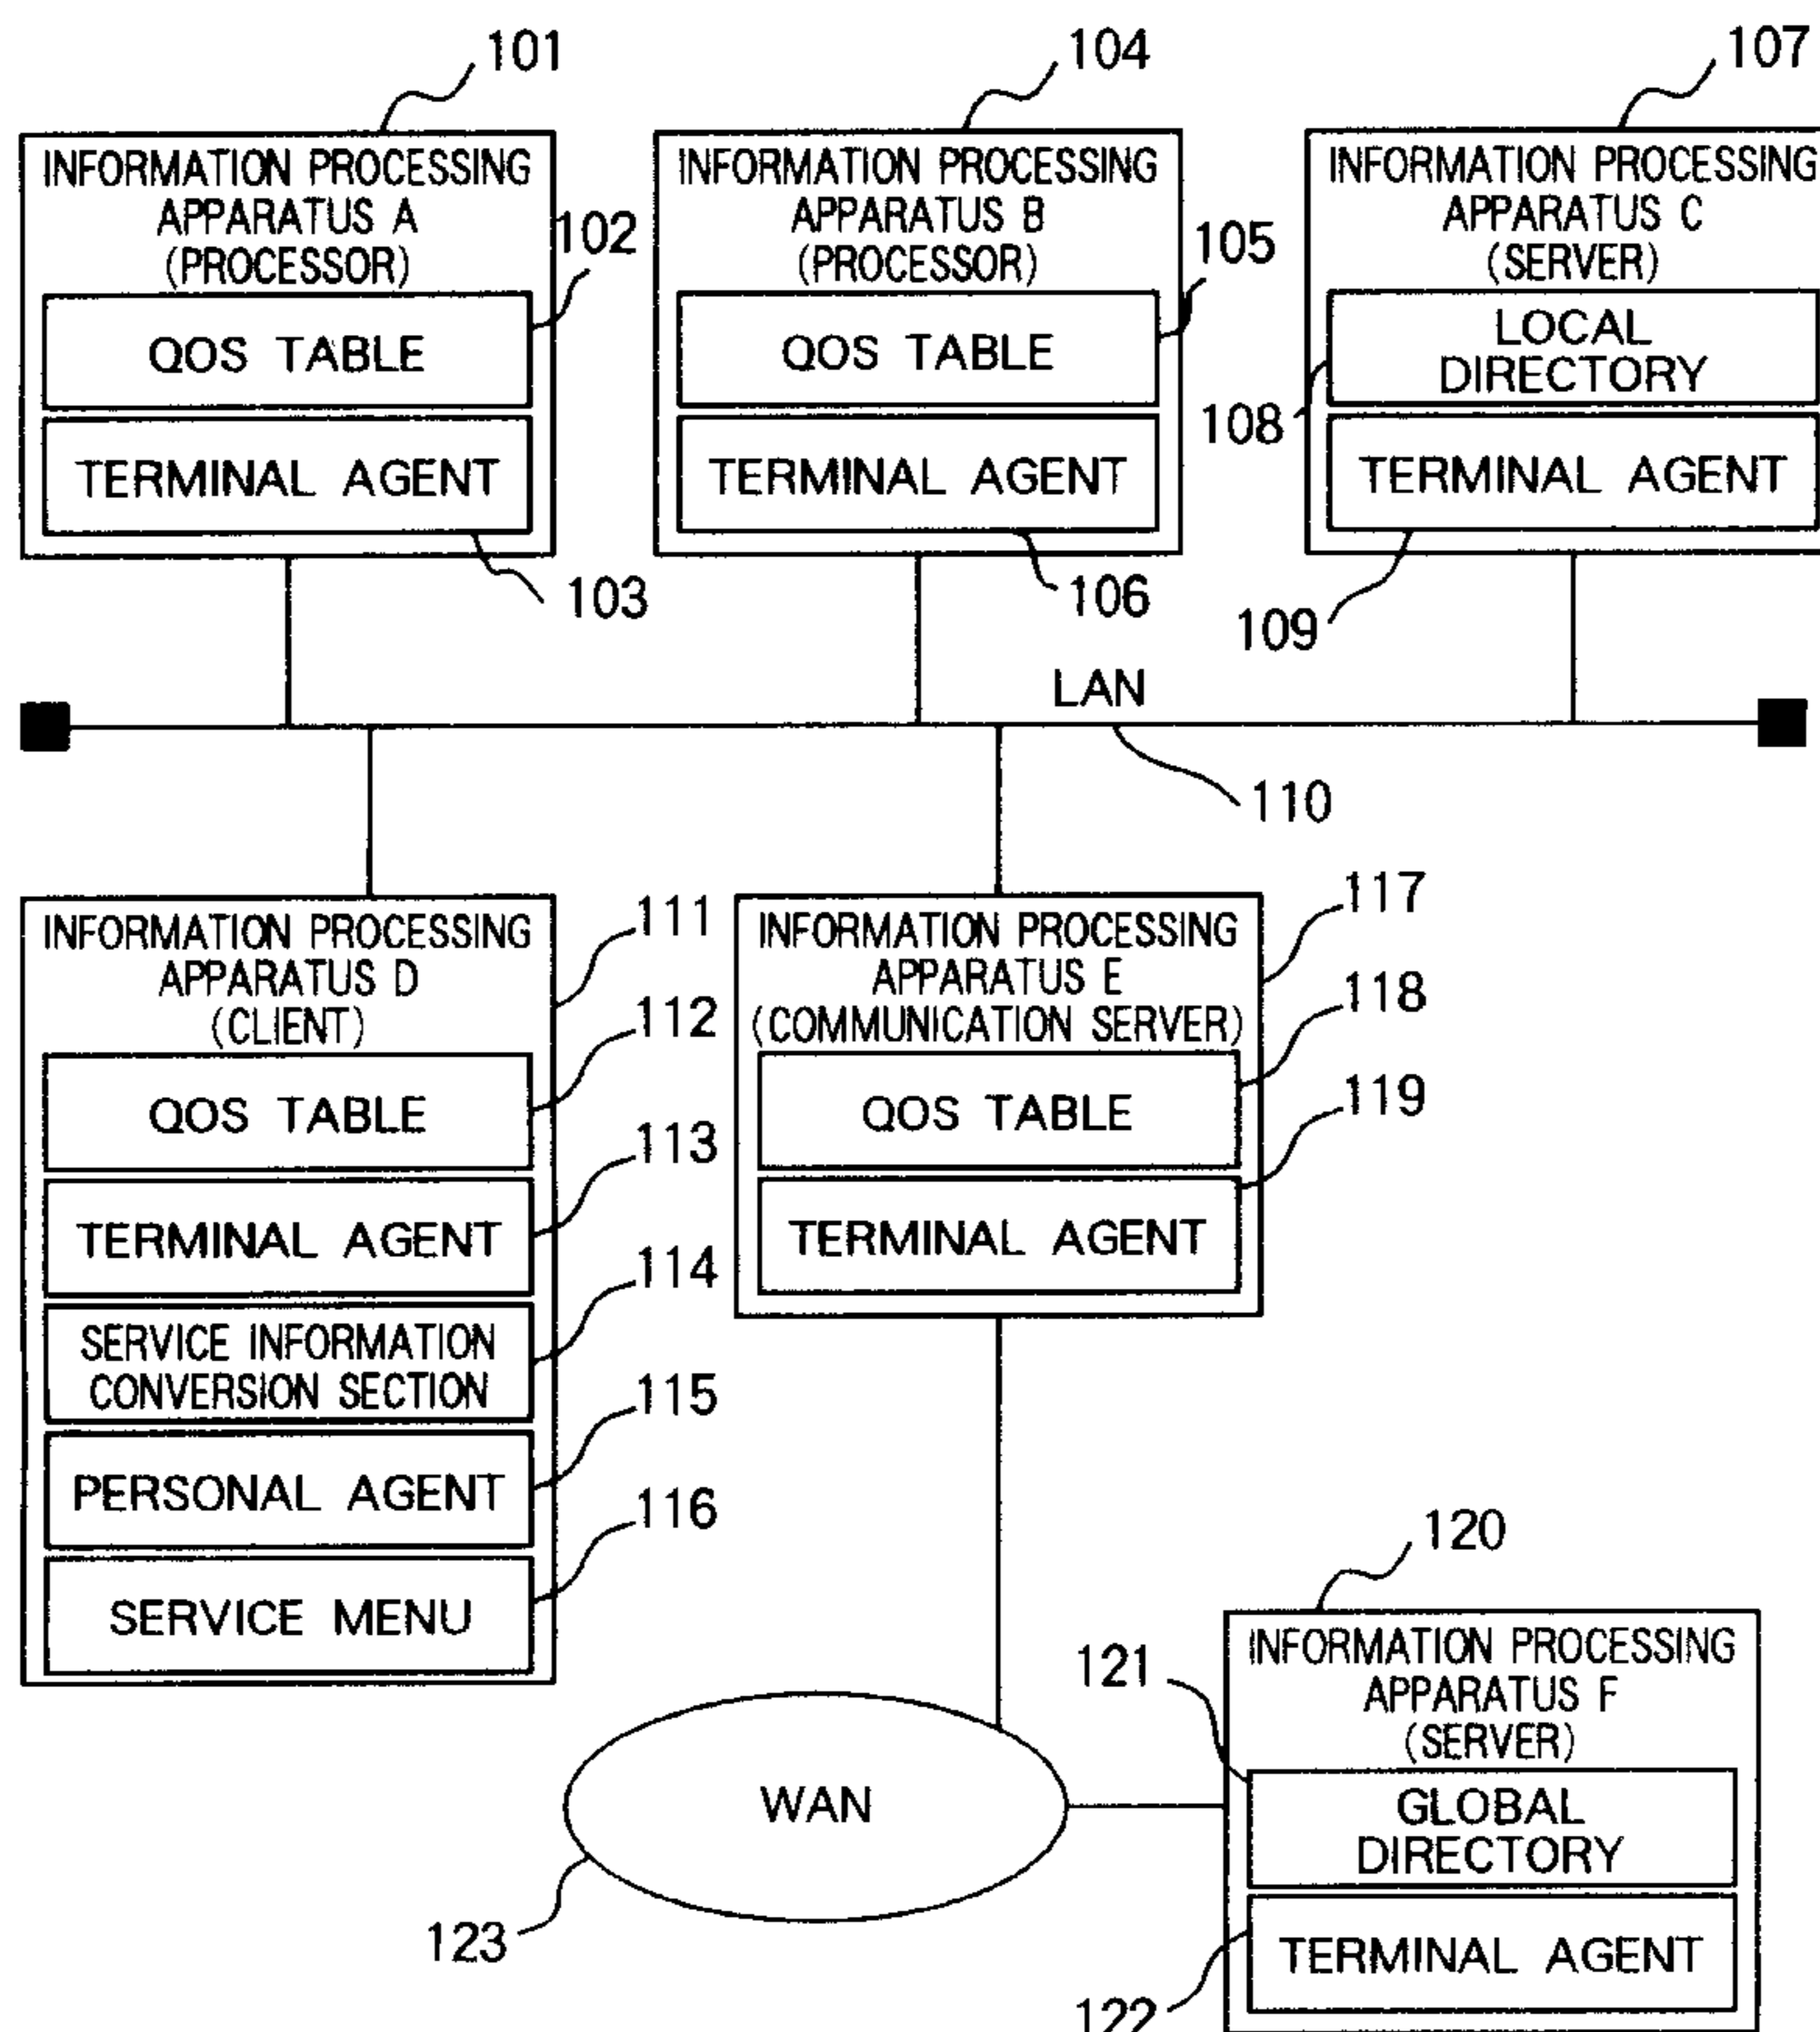 101
INFORMATION PROCESSING
APPARATUS A
(PROCESSOR)
102
QOS TABLE
TERMINAL AGENT
103
104
INFORMATION PROCESSING
APPARATUS B
(PROCESSOR)
105
QOS TABLE
TERMINAL AGENT
106
107
INFORMATION PROCESSING
APPARATUS C
(SERVER)
LOCAL
DIRECTORY
108
TERMINAL AGENT
109
LAN
110
INFORMATION PROCESSING
APPARATUS D
(CLIENT)
111
QOS TABLE
112
TERMINAL AGENT
113
SERVICE INFORMATION
CONVERSION SECTION
114
PERSONAL AGENT
115
SERVICE MENU
116
INFORMATION PROCESSING
APPARATUS E
(COMMUNICATION SERVER)
117
QOS TABLE
118
TERMINAL AGENT
119
120
INFORMATION PROCESSING
APPARATUS F
(SERVER)
121
GLOBAL
DIRECTORY
TERMINAL AGENT
122
WAN
123